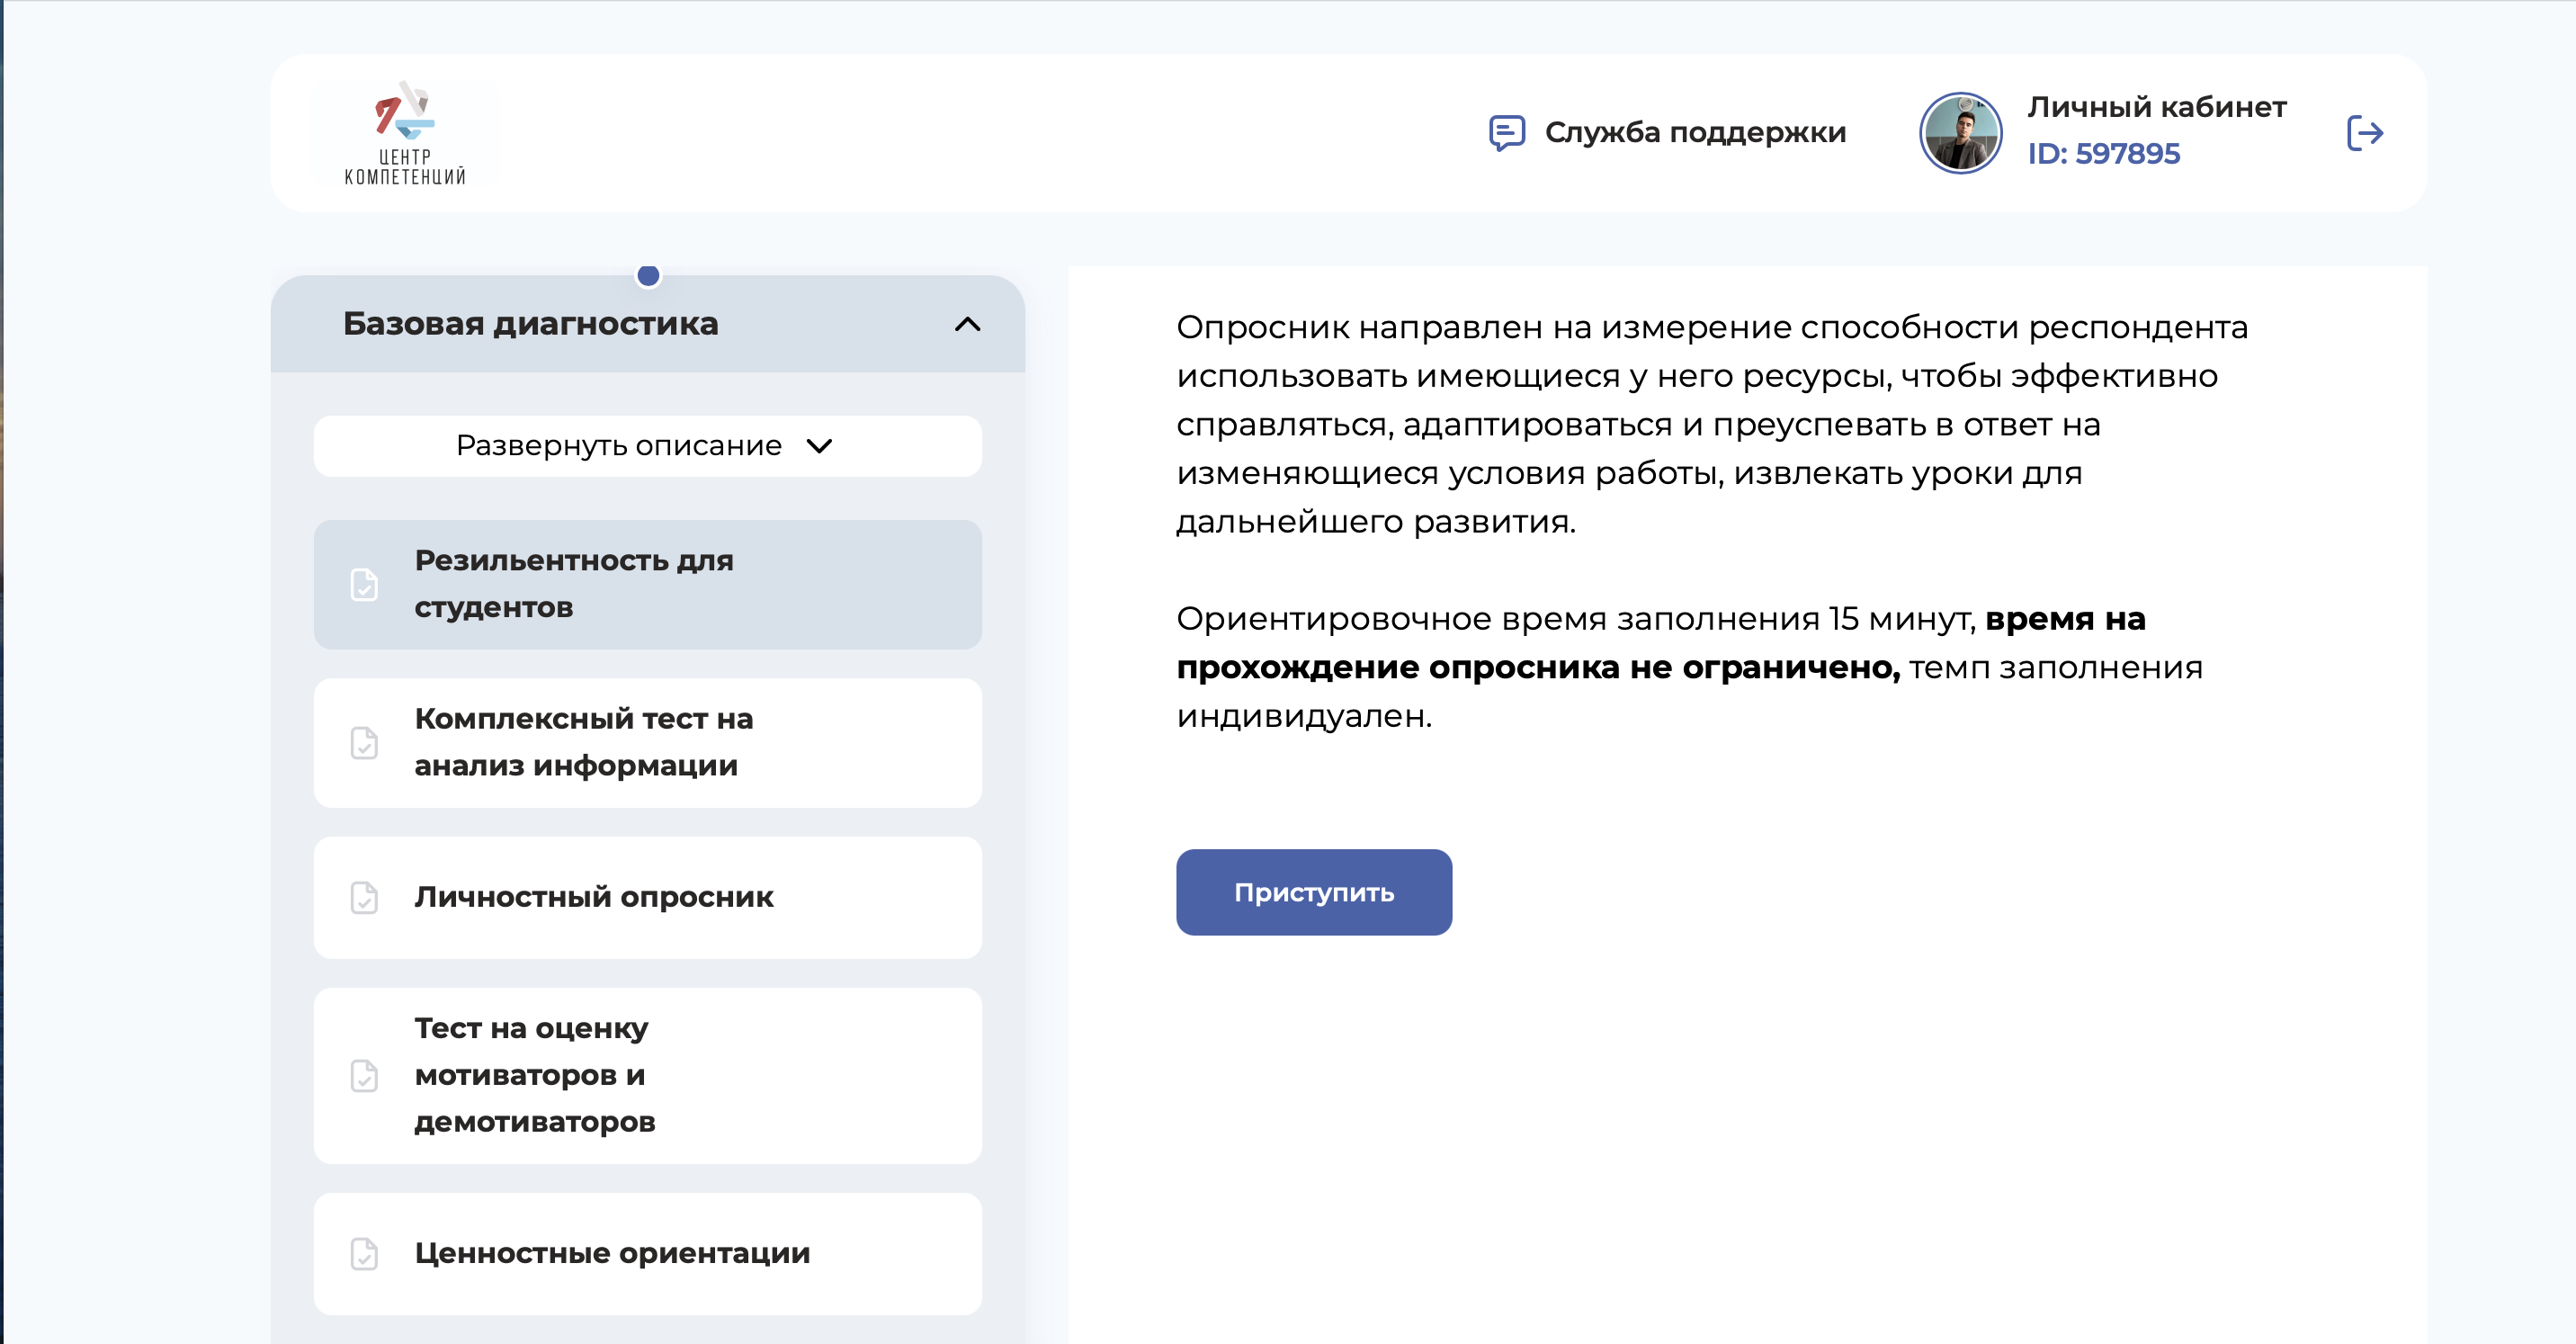 ЦЕНТР
КОМПЕТЕНЦИЙ
Служба поддержки
Личный кабинет
ID: 597895
Базовая диагностика
Развернуть описание
Резильентность для
студентов
Комплексный тест на
анализ информации
Личностный опросник
Тест на оценку
мотиваторов и
демотиваторов
Ценностные ориентации
Опросник направлен на измерение способности респондента
использовать имеющиеся у него ресурсы, чтобы эффективно
справляться, адаптироваться и преуспевать в ответ на
изменяющиеся условия работы, извлекать уроки для
дальнейшего развития.
Ориентировочное время заполнения 15 минут, время на
прохождение опросника не ограничено, темп заполнения
индивидуален.
Приступить